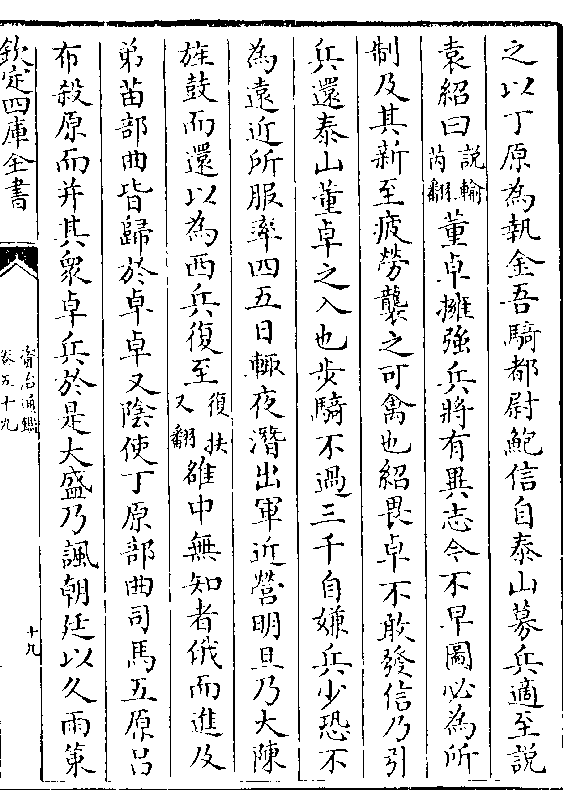 之以丁原為執金吾騎都尉鮑信自泰山募兵適至說
袁紹曰說輸芮翻董卓擁強兵將有異志今不早圖必為所
制及其新至疲勞襲之可禽也紹畏卓不敢發信乃引
兵還泰山董卓之入也步騎不過三千自嫌兵少恐不
為遠近所服率四五日輒夜潛出軍近營明旦乃大陳
旌鼓而還以為西兵復至復扶又翻雒中無知者俄而進及
弟苗部曲皆歸於卓卓又陰使丁原部曲司馬五原呂
布殺原而并其衆卓兵於是大盛乃諷朝廷以久雨策
欽定四庫全書
資治通鑑
卷五十九
十九